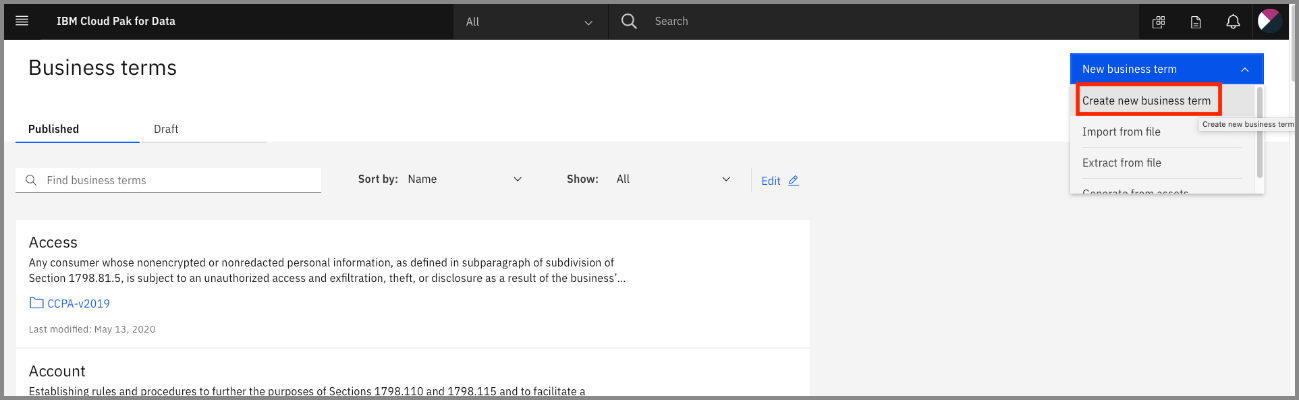 IBM Cloud Pak for Data
All
Search
Business terms
New business term
Create new business term
Create new business term
Import from file
Extract from file
Generate from assets
Published
Draft
Find business terms
Sort by: Name
Show: All
Edit
Access
Any consumer whose nonencrypted or nonredacted personal information, as defined in subparagraph of subdivision of
Section 1798.81.5, is subject to an unauthorized access and exfiltration, theft, or disclosure as a result of the business’...
CCPA-v2019
Last modified: May 13, 2020
Account
Establishing rules and procedures to further the purposes of Sections 1798.110 and 1798.115 and to facilitate a